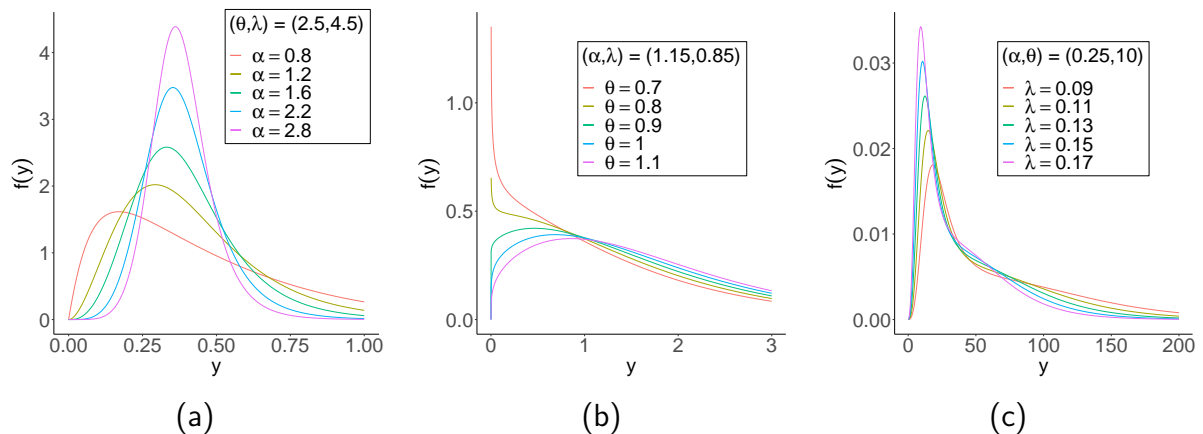 (θ,λ) = (2.5,4.5)
α = 0.8
α = 1.2
α = 1.6
α = 2.2
α = 2.8
f(y)
4
3
2
1
0
0.00 0.25 0.50 0.75 1.00
y
(a)
(α,λ) = (1.15,0.85)
θ = 0.7
θ = 0.8
θ = 0.9
θ = 1
θ = 1.1
f(y)
1.0
0.5
0.0
0 1 2 3
y
(b)
(α,θ) = (0.25,10)
λ = 0.09
λ = 0.11
λ = 0.13
λ = 0.15
λ = 0.17
f(y)
0.03
0.02
0.01
0.00
0 50 100 150 200
y
(c)